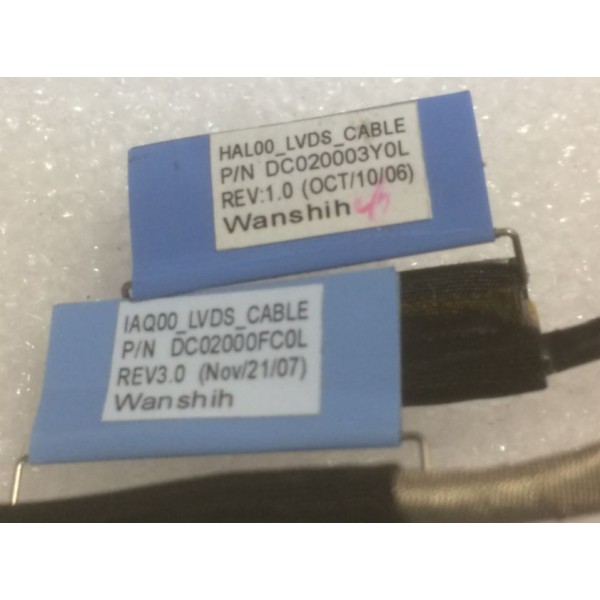 HAL00_LVDS_CABLE
P/N DC020003Y0L
REV:1.0 (OCT/10/06)
Wanshih
IAQ00_LVDS_CABLE
P/N DC02000FC0L
REV3.0 (Nov/21/07)
Wanshih